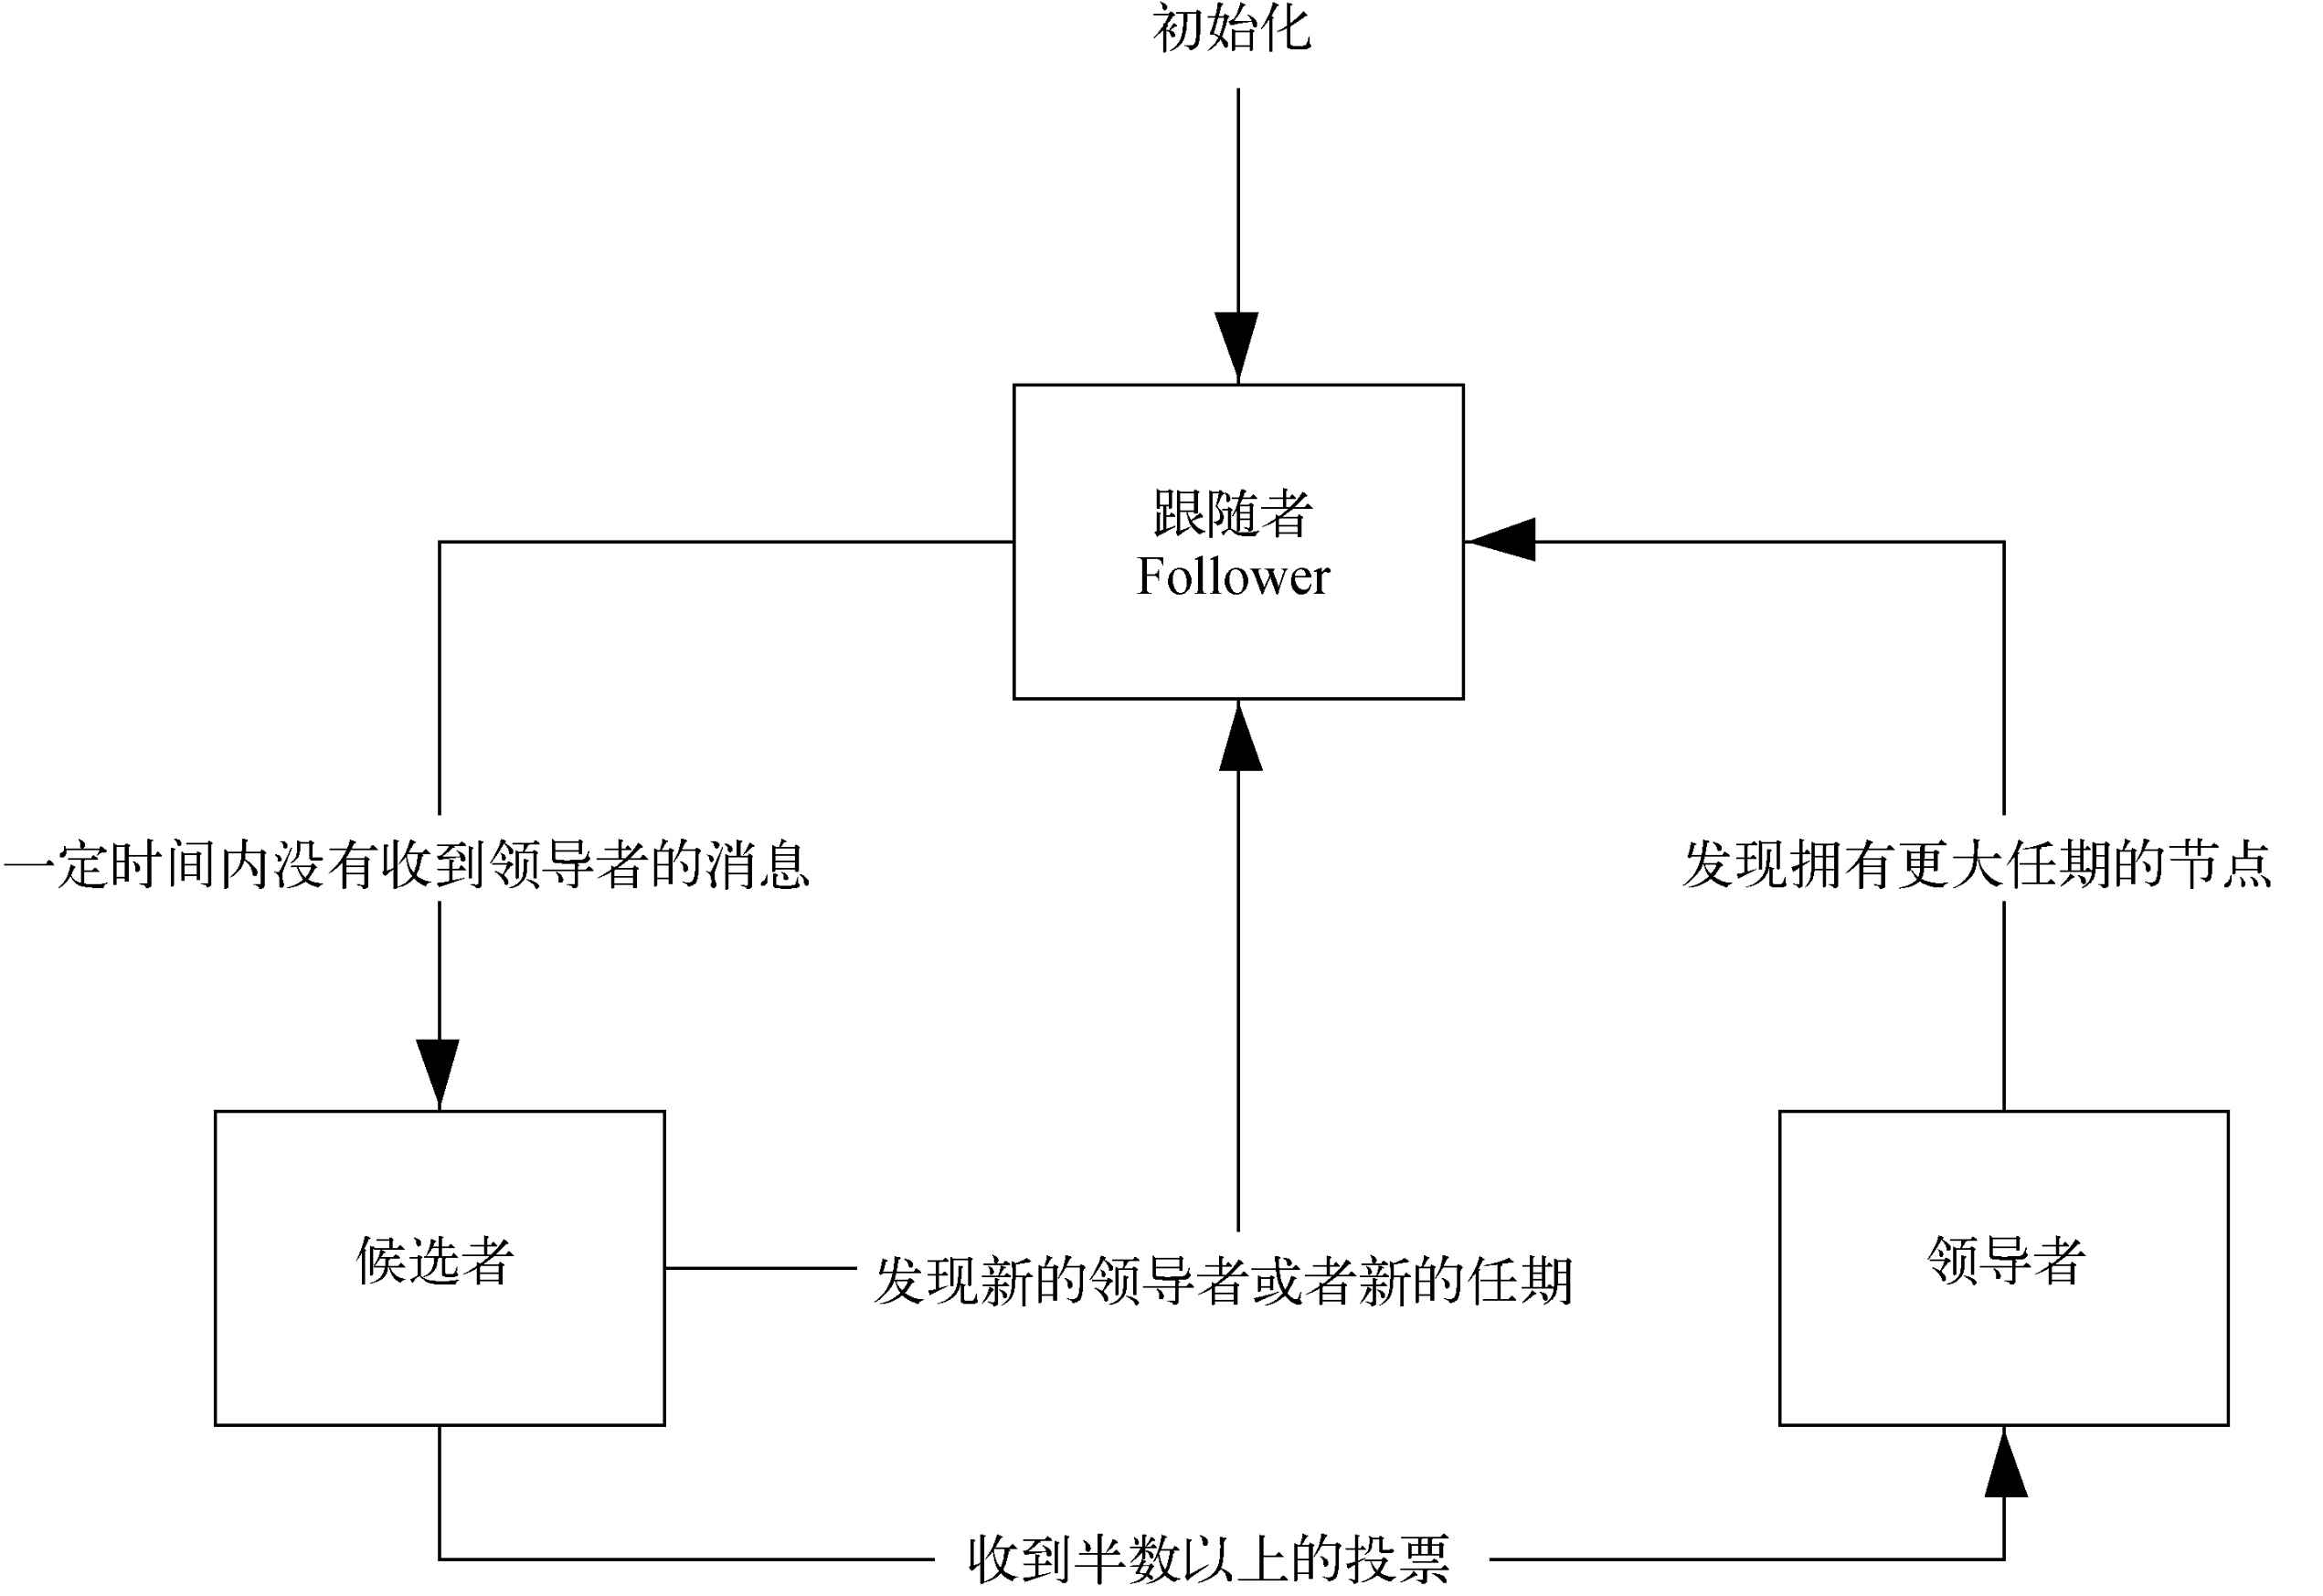 初始化
跟随者
Follower
一定时间内没有收到领导者的消息
发现拥有更大任期的节点
候选者
发现新的领导者或者新的任期
领导者
收到半数以上的投票